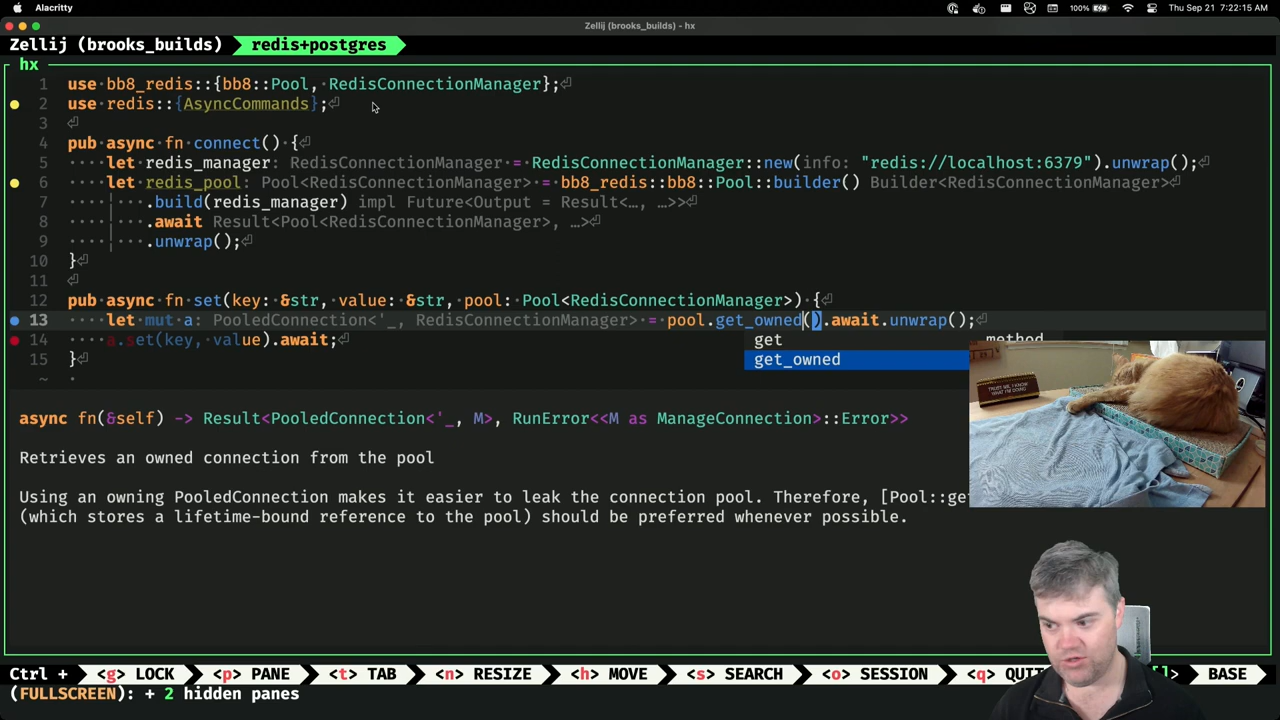 Alacritty
100%
Thu Sep 21 7:22:15 AM
Zellij (brooks_builds) - hx
Zellij (brooks_builds) redis+postgres
hx
1 use bb8_redis::{bb8::Pool, RedisConnectionManager};
2 use redis::{AsyncCommands};
3
4 pub async fn connect() {
5 let redis_manager: RedisConnectionManager = RedisConnectionManager::new(info: "redis://localhost:6379").unwrap();
6 let redis_pool: Pool<RedisConnectionManager> = bb8_redis::bb8::Pool::builder() Builder<RedisConnectionManager>
7 .build(redis_manager) impl Future<Output = Result<…, …>>
8 .await Result<Pool<RedisConnectionManager>, …>
9 .unwrap();
10 }
11
12 pub async fn set(key: &str, value: &str, pool: Pool<RedisConnectionManager>) {
13 let mut a: PooledConnection<'_, RedisConnectionManager> = pool.get_owned().await.unwrap();
14 a.set(key, value).await;
get method
15 }
get_owned
~
async fn(&self) -> Result<PooledConnection<'_, M>, RunError<<M as ManageConnection>::Error>>
TRUST ME, I KNOW
WHAT I'M DOING
Retrieves an owned connection from the pool
Using an owning PooledConnection makes it easier to leak the connection pool. Therefore, [Pool::ge
(which stores a lifetime-bound reference to the pool) should be preferred whenever possible.
Ctrl + <g> LOCK <p> PANE <t> TAB <n> RESIZE <h> MOVE <s> SEARCH <o> SESSION <q> QUI BASE
(FULLSCREEN): + 2 hidden panes